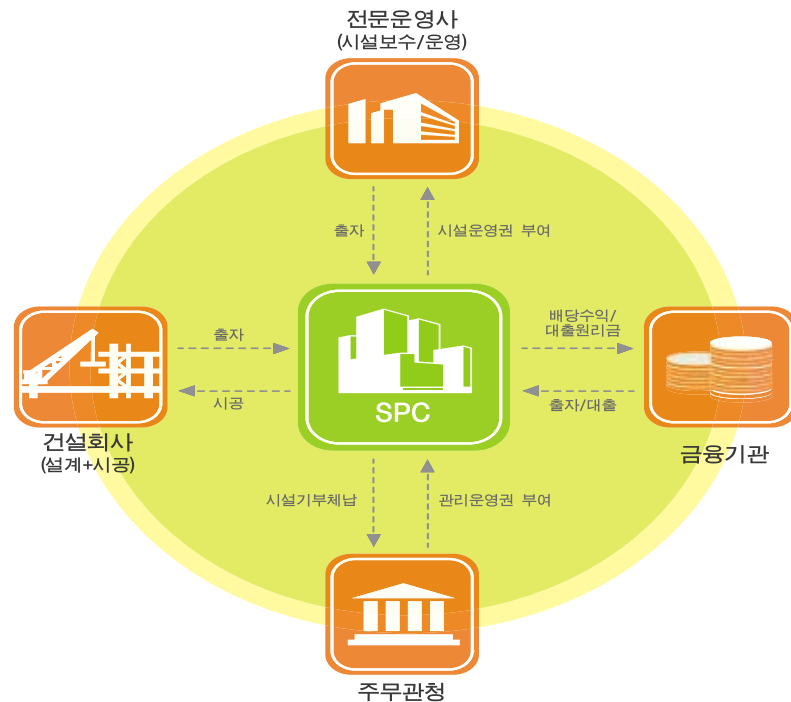 전문운영사
(시설보수/운영)
출자
시설운영권 부여
출자
배당수익/
대출원리금
시공
출자/대출
SPC
건설회사
(설계+시공)
금융기관
시설기부체납
관리운영권 부여
주무관청